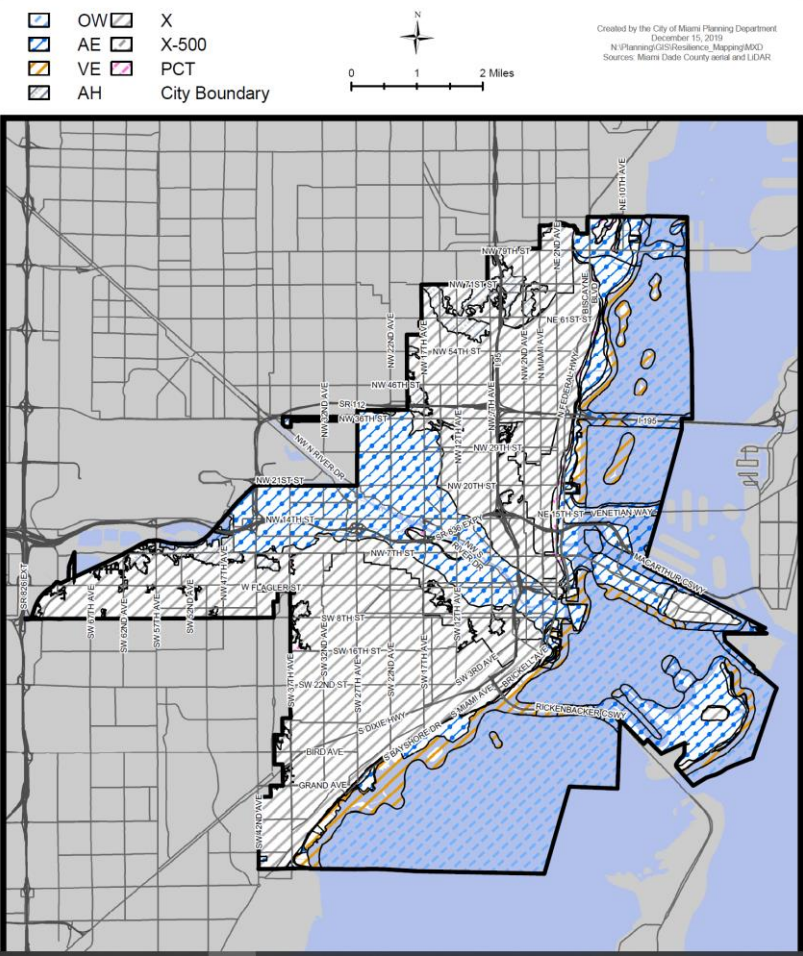 OW X
AE X-500
VE PCT
AH City Boundary
N
0 1 2 Miles
Created by the City of Miami Planning Department
December 15, 2019
N:\Planning\GIS\Resilience_Mapping\MXD
Sources: Miami Dade County aerial and LiDAR
NE 10TH AVE
NE 2ND AVE
NW 79TH ST
BISCAYNE BLVD
NW 71ST ST
NE 61ST ST
NW 22ND AVE
NW 17TH AVE
I 95
NW 2ND AVE
N MIAMI AVE
NW 54TH ST
N FEDERAL HWY
NW 46TH ST
NW 32ND AVE
SR-112
NW 36TH ST
NW 12TH AVE
NW 7TH AVE
I-195
NW N RIVER DR
NW 29TH ST
NW 21ST ST
NW 20TH ST
NW 14TH ST
NE 15TH ST
VENETIAN WAY
SR-836 EXPY
NW S RIVER DR
NW 7TH ST
MACARTHUR CSWY
SR-826 EXT
NW 47TH AVE
W FLAGLER ST
SW 67TH AVE
SW 62ND AVE
SW 57TH AVE
SW 8TH ST
SW 12TH AVE
SW 32ND AVE
SW 16TH ST
SW 17TH AVE
SW 22ND AVE
SW 27TH AVE
SW 37TH AVE
SW 22ND ST
SW 3RD AVE
BRICKELL AVE
S MIAMI AVE
RICKENBACKER CSWY
S DIXIE HWY
S BAYSHORE DR
BIRD AVE
GRAND AVE
SW 42ND AVE